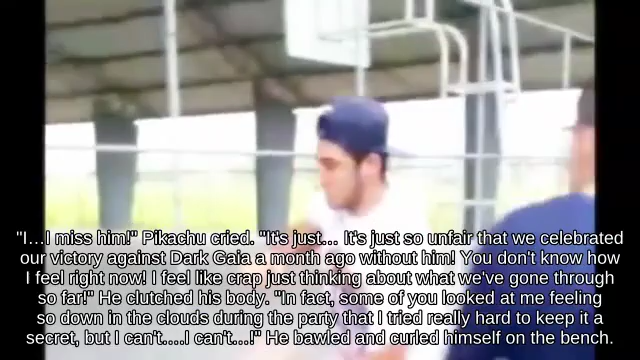 "I…I miss him!" Pikachu cried. "It's just… It's just so unfair that we celebrated
our victory against Dark Gaia a month ago without him! You don't know how
I feel right now! I feel like crap just thinking about what we've gone through
so far!" He clutched his body. "In fact, some of you looked at me feeling
so down in the clouds during the party that I tried really hard to keep it a
secret, but I can't....I can't…!" He bawled and curled himself on the bench.